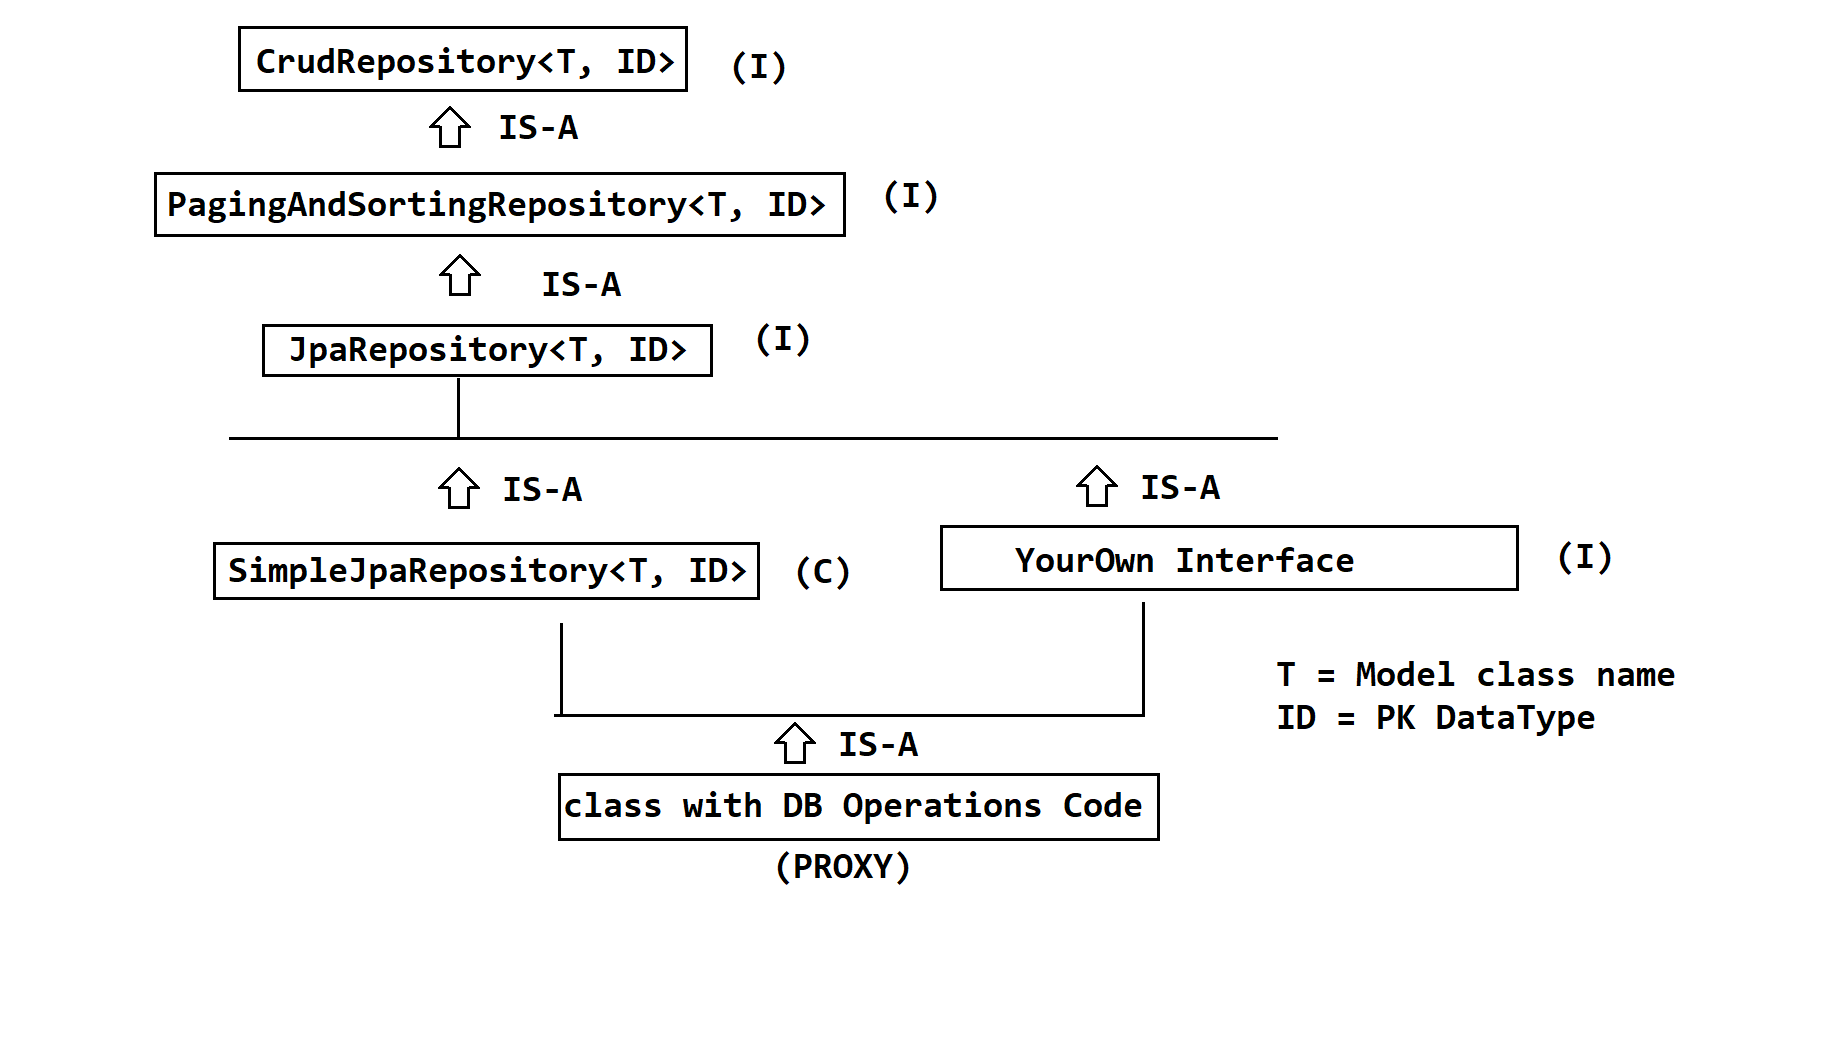 CrudRepository<T, ID> (I)
IS-A
PagingAndSortingRepository<T, ID> (I)
IS-A
JpaRepository<T, ID> (I)
IS-A IS-A
SimpleJpaRepository<T, ID> (C) YourOwn Interface (I)
T = Model class name
ID = PK DataType
IS-A
class with DB Operations Code
(PROXY)